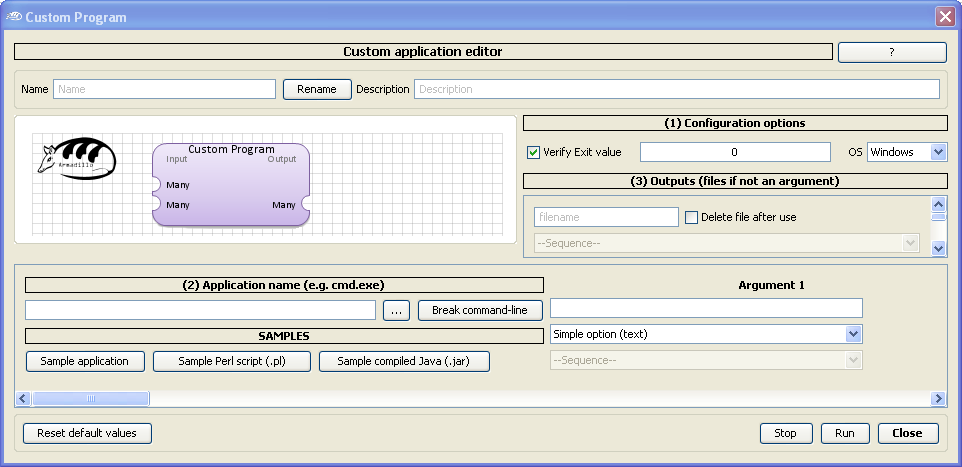 Custom Program
Custom application editor
?
Name
Name
Rename
Description
Description
Armadillo
Custom Program
Input
Output
Many
Many
Many
(1) Configuration options
Verify Exit value
0
OS
Windows
(3) Outputs (files if not an argument)
filename
Delete file after use
--Sequence--
(2) Application name (e.g. cmd.exe)
...
Break command-line
SAMPLES
Sample application
Sample Perl script (.pl)
Sample compiled Java (.jar)
Argument 1
Simple option (text)
--Sequence--
Reset default values
Stop
Run
Close